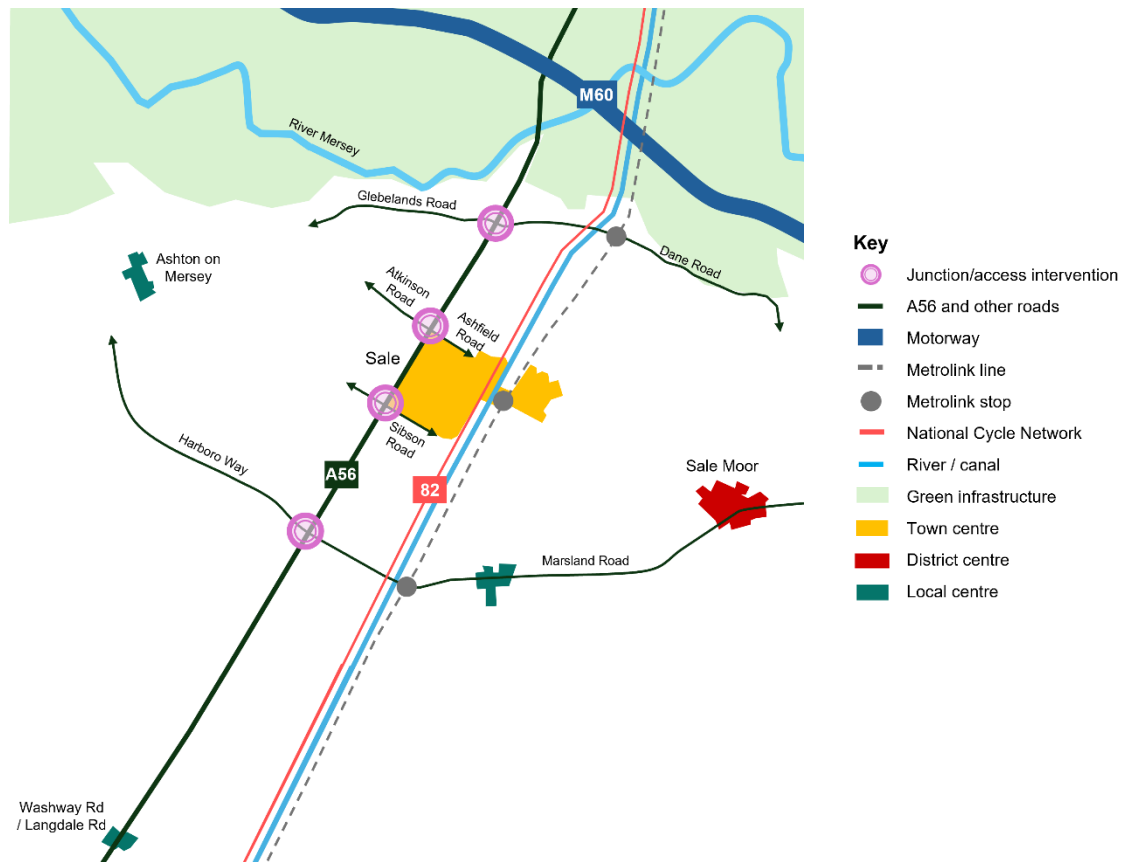 M60
River Mersey
Glebelands Road
Dane Road
Ashton on
Mersey
Atkinson
Road
Ashfield
Road
Sale
Sibson
Road
Harboro Way
A56
82
Sale Moor
Marsland Road
Washway Rd
/ Langdale Rd
Key
Junction/access intervention
A56 and other roads
Motorway
Metrolink line
Metrolink stop
National Cycle Network
River / canal
Green infrastructure
Town centre
District centre
Local centre